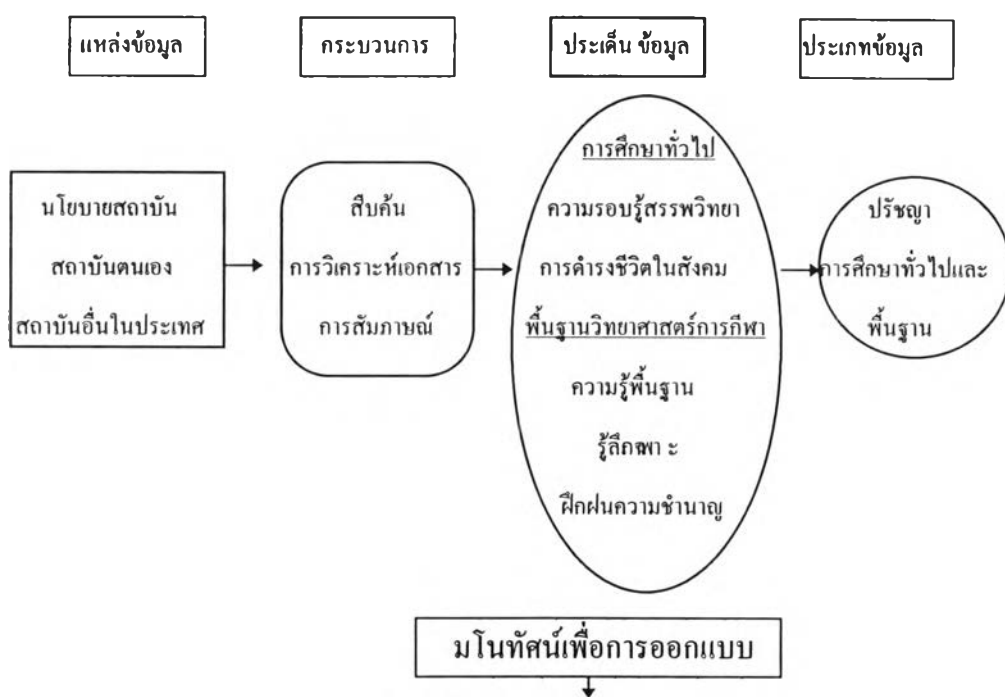 แหล่งข้อมูล
กระบวนการ
ประเด็น ข้อมูล
ประเภทข้อมูล
นโยบายสถาบัน
สถาบันตนเอง
สถาบันอื่นในประเทศ
สืบค้น
การวิเคราะห์เอกสาร
การสัมภาษณ์
การศึกษาทั่วไป
ความรอบรู้สรรพวิทยา
การดำรงชีวิตในสังคม
พื้นฐานวิทยาศาสตร์การกีฬา
ความรู้พื้นฐาน
ฝึกฝนความชำนาญ
ปรัชญา
การศึกษาทั่วไปและ
พื้นฐาน
มโนทัศน์เพื่อการออกแบบ